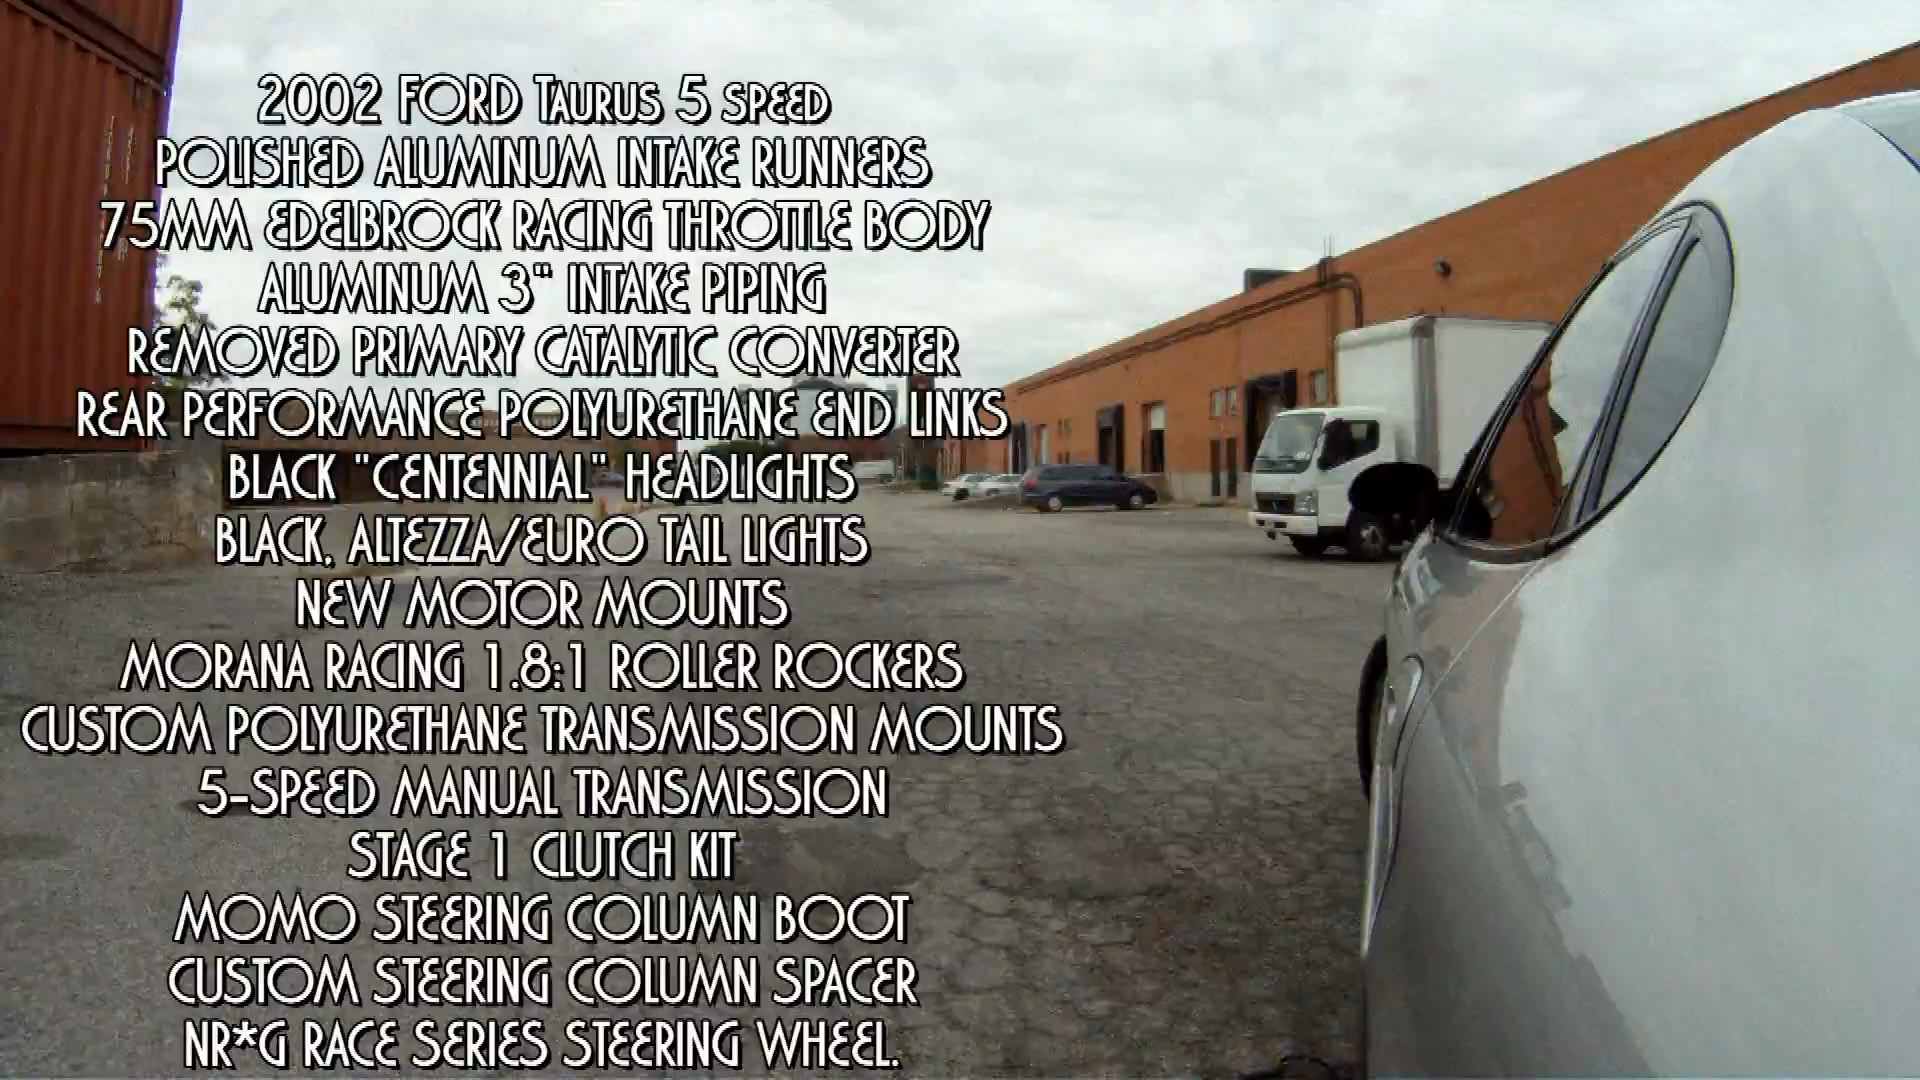 2002 FORD TAURUS 5 SPEED
POLISHED ALUMINUM INTAKE RUNNERS
75MM EDELBROCK RACING THROTTLE BODY
ALUMINUM 3" INTAKE PIPING
REMOVED PRIMARY CATALYTIC CONVERTER
REAR PERFORMANCE POLYURETHANE END LINKS
BLACK "CENTENNIAL" HEADLIGHTS
BLACK, ALTEZZA/EURO TAIL LIGHTS
NEW MOTOR MOUNTS
MORANA RACING 1.8:1 ROLLER ROCKERS
CUSTOM POLYURETHANE TRANSMISSION MOUNTS
5-SPEED MANUAL TRANSMISSION
STAGE 1 CLUTCH KIT
MOMO STEERING COLUMN BOOT
CUSTOM STEERING COLUMN SPACER
NR*G RACE SERIES STEERING WHEEL.